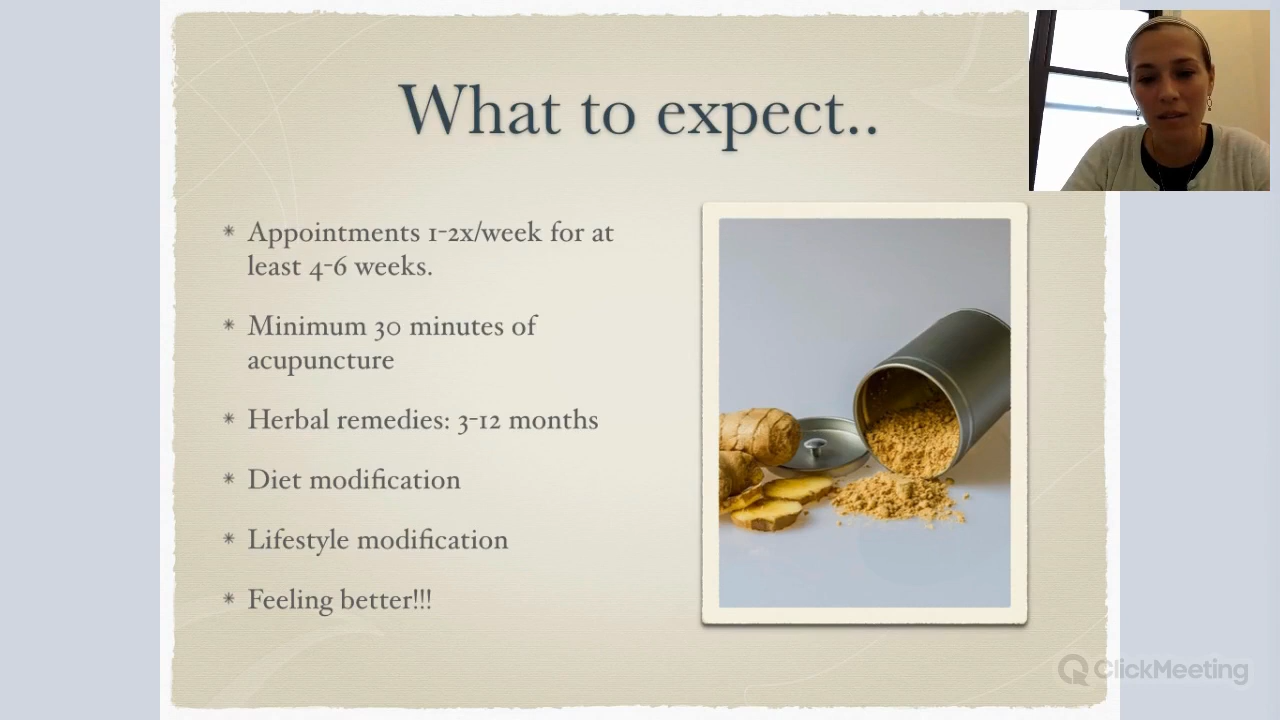 What to expect..
* Appointments 1-2x/week for at
least 4-6 weeks.
* Minimum 30 minutes of
acupuncture
* Herbal remedies: 3-12 months
* Diet modification
* Lifestyle modification
* Feeling better!!!
ClickMeeting